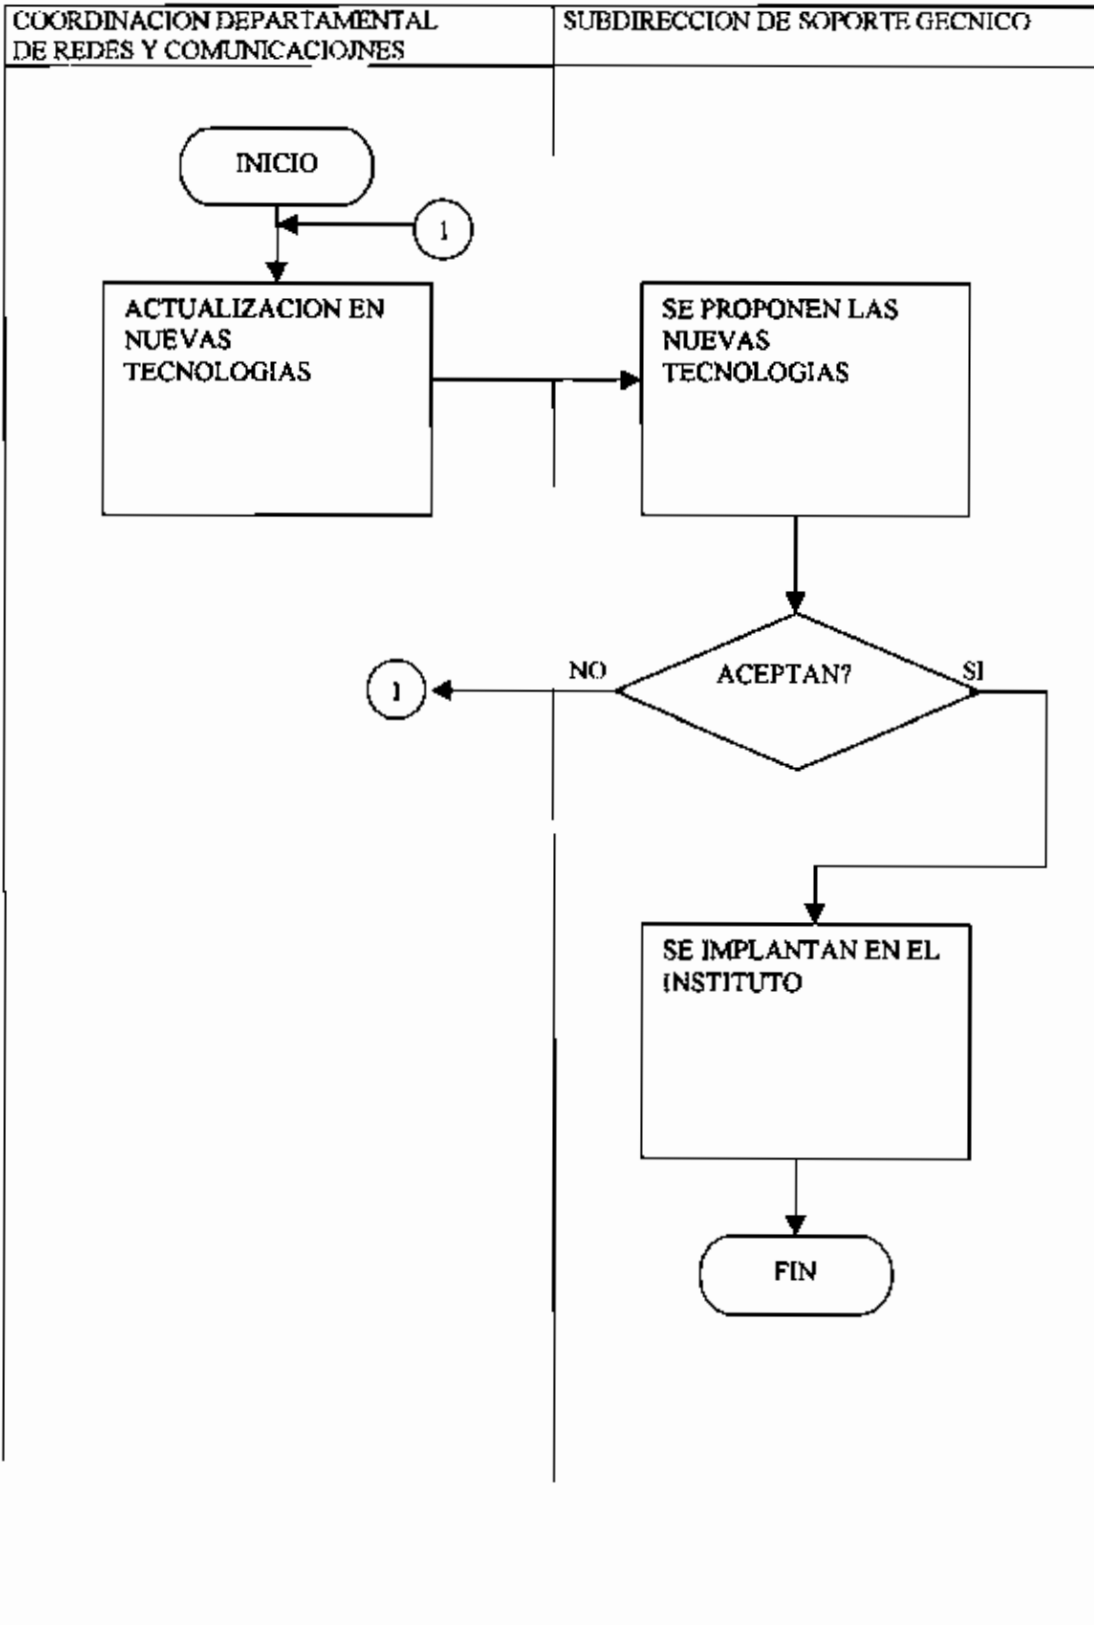 COORDINACION DEPARTAMENTAL
DE REDES Y COMUNICACIOJNES
SUBDIRECCION DE SOPORTE GECNICO
INICIO
1
ACTUALIZACION EN
NUEVAS
TECNOLOGIAS
SE PROPONEN LAS
NUEVAS
TECNOLOGIAS
ACEPTAN?
NO
SI
1
SE IMPLANTAN EN EL
INSTITUTO
FIN